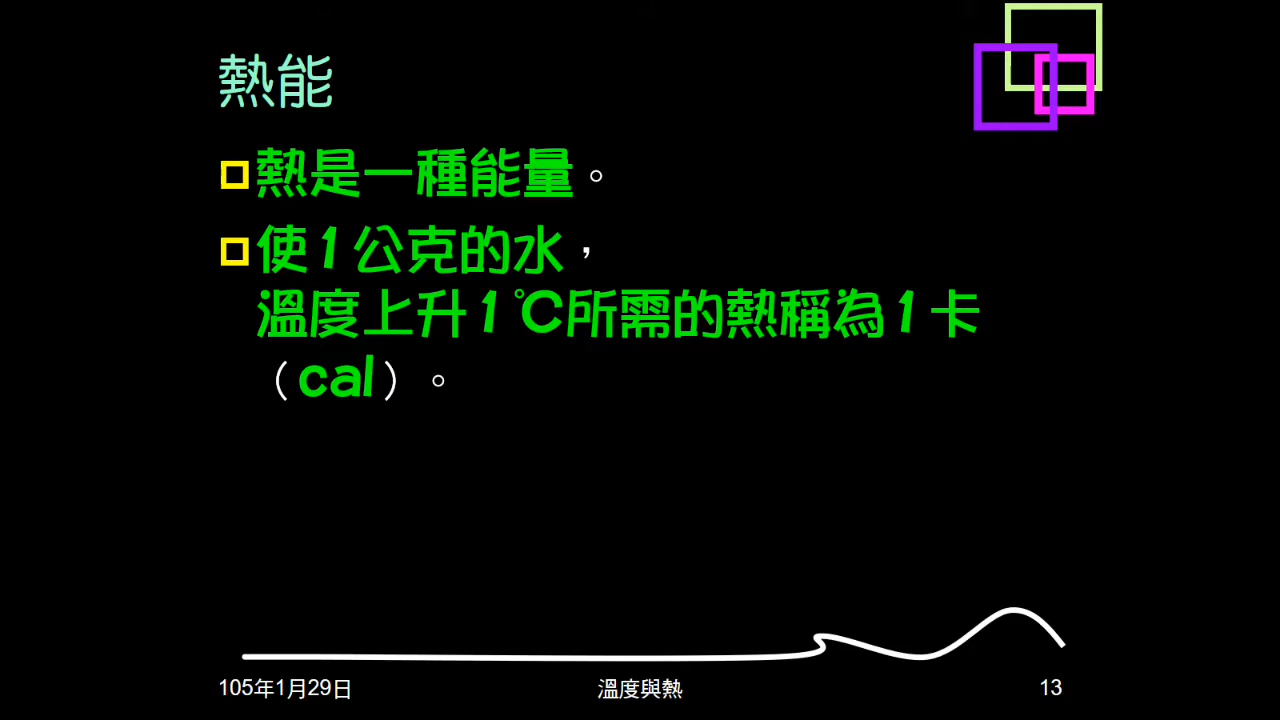 熱能
熱是一種能量。
使1公克的水，
溫度上升1℃所需的熱稱為1卡
（cal）。
105年1月29日
溫度與熱
13